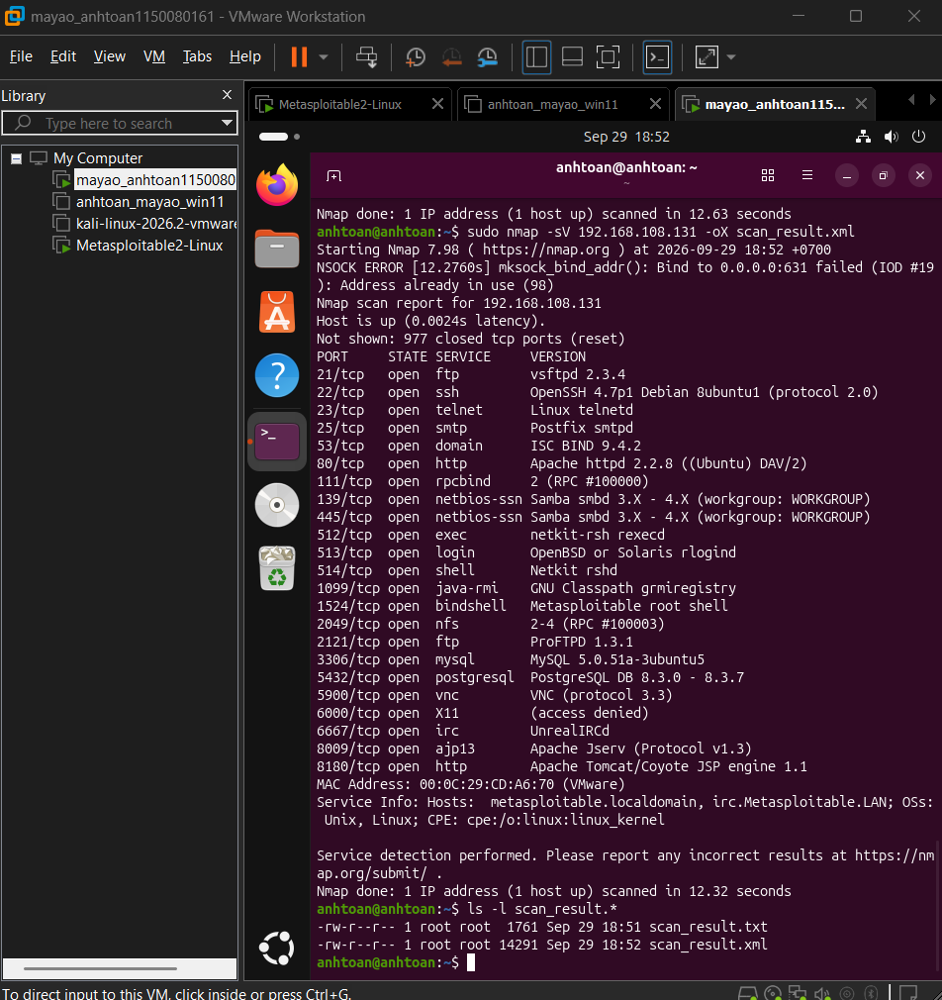 mayao_anhtoan1150080161 - VMware Workstation
File Edit View VM Tabs Help
Library
Type here to search
My Computer
mayao_anhtoan1150080
anhtoan_mayao_win11
kali-linux-2026.2-vmware
Metasploitable2-Linux
Metasploitable2-Linux
anhtoan_mayao_win11
mayao_anhtoan115...
Sep 29 18:52
anhtoan@anhtoan: ~
~
Nmap done: 1 IP address (1 host up) scanned in 12.63 seconds
anhtoan@anhtoan:~$ sudo nmap -sV 192.168.108.131 -oX scan_result.xml
Starting Nmap 7.98 ( https://nmap.org ) at 2026-09-29 18:52 +0700
NSOCK ERROR [12.2760s] mksock_bind_addr(): Bind to 0.0.0.0:631 failed (IOD #19
): Address already in use (98)
Nmap scan report for 192.168.108.131
Host is up (0.0024s latency).
Not shown: 977 closed tcp ports (reset)
PORT STATE SERVICE VERSION
21/tcp open ftp vsftpd 2.3.4
22/tcp open ssh OpenSSH 4.7p1 Debian 8ubuntu1 (protocol 2.0)
23/tcp open telnet Linux telnetd
25/tcp open smtp Postfix smtpd
53/tcp open domain ISC BIND 9.4.2
80/tcp open http Apache httpd 2.2.8 ((Ubuntu) DAV/2)
111/tcp open rpcbind 2 (RPC #100000)
139/tcp open netbios-ssn Samba smbd 3.X - 4.X (workgroup: WORKGROUP)
445/tcp open netbios-ssn Samba smbd 3.X - 4.X (workgroup: WORKGROUP)
512/tcp open exec netkit-rsh rexecd
513/tcp open login OpenBSD or Solaris rlogind
514/tcp open shell Netkit rshd
1099/tcp open java-rmi GNU Classpath grmiregistry
1524/tcp open bindshell Metasploitable root shell
2049/tcp open nfs 2-4 (RPC #100003)
2121/tcp open ftp ProFTPD 1.3.1
3306/tcp open mysql MySQL 5.0.51a-3ubuntu5
5432/tcp open postgresql PostgreSQL DB 8.3.0 - 8.3.7
5900/tcp open vnc VNC (protocol 3.3)
6000/tcp open X11 (access denied)
6667/tcp open irc UnrealIRCd
8009/tcp open ajp13 Apache Jserv (Protocol v1.3)
8180/tcp open http Apache Tomcat/Coyote JSP engine 1.1
MAC Address: 00:0C:29:CD:A6:70 (VMware)
Service Info: Hosts:  metasploitable.localdomain, irc.Metasploitable.LAN; OSs:
 Unix, Linux; CPE: cpe:/o:linux:linux_kernel
Service detection performed. Please report any incorrect results at https://nm
ap.org/submit/ .
Nmap done: 1 IP address (1 host up) scanned in 12.32 seconds
anhtoan@anhtoan:~$ ls -l scan_result.*
-rw-r--r-- 1 root root  1761 Sep 29 18:51 scan_result.txt
-rw-r--r-- 1 root root 14291 Sep 29 18:52 scan_result.xml
anhtoan@anhtoan:~$
To direct input to this VM, click inside or press Ctrl+G.